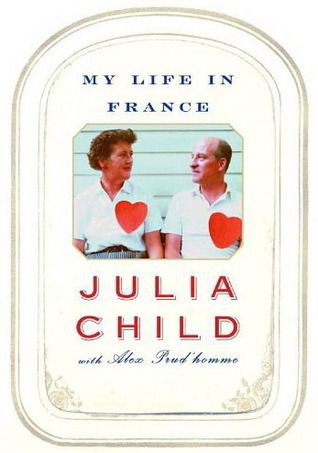 MY LIFE IN
FRANCE
JULIA
CHILD
with Alex Prud'homme